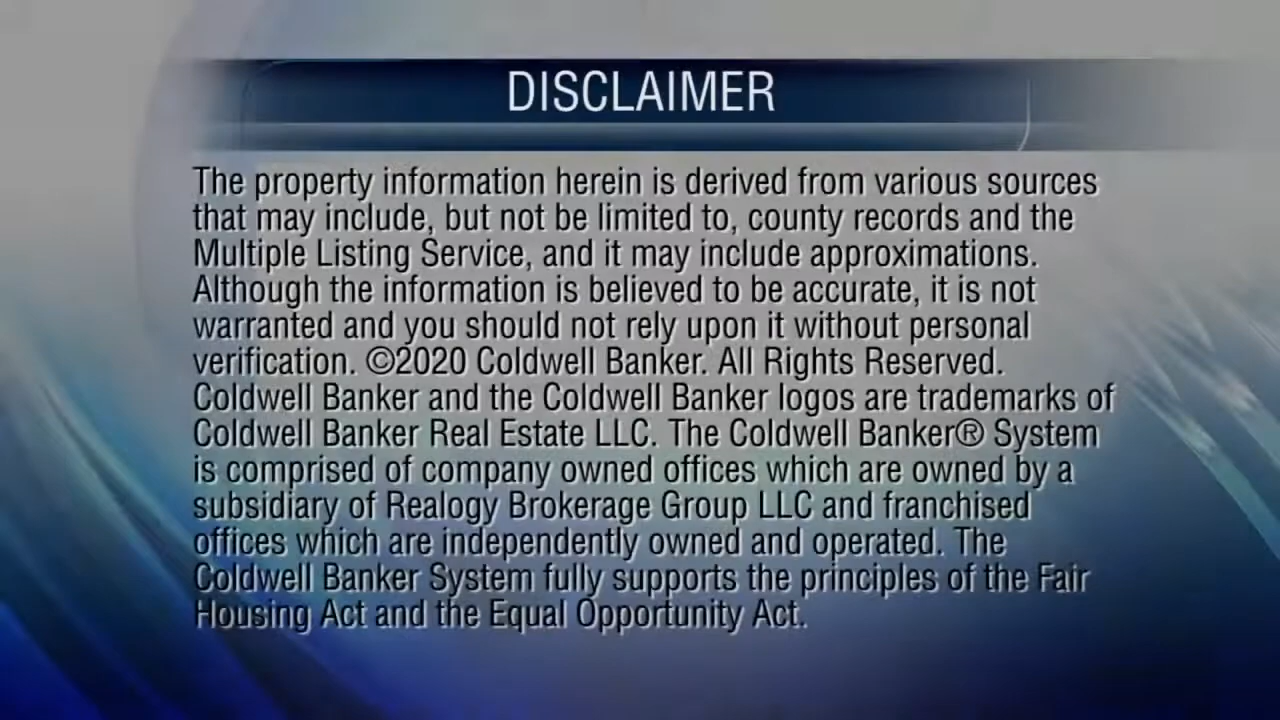 DISCLAIMER
The property information herein is derived from various sources
that may include, but not be limited to, county records and the
Multiple Listing Service, and it may include approximations.
Although the information is believed to be accurate, it is not
warranted and you should not rely upon it without personal
verification. ©2020 Coldwell Banker. All Rights Reserved.
Coldwell Banker and the Coldwell Banker logos are trademarks of
Coldwell Banker Real Estate LLC. The Coldwell Banker® System
is comprised of company owned offices which are owned by a
subsidiary of Realogy Brokerage Group LLC and franchised
offices which are independently owned and operated. The
Coldwell Banker System fully supports the principles of the Fair
Housing Act and the Equal Opportunity Act.